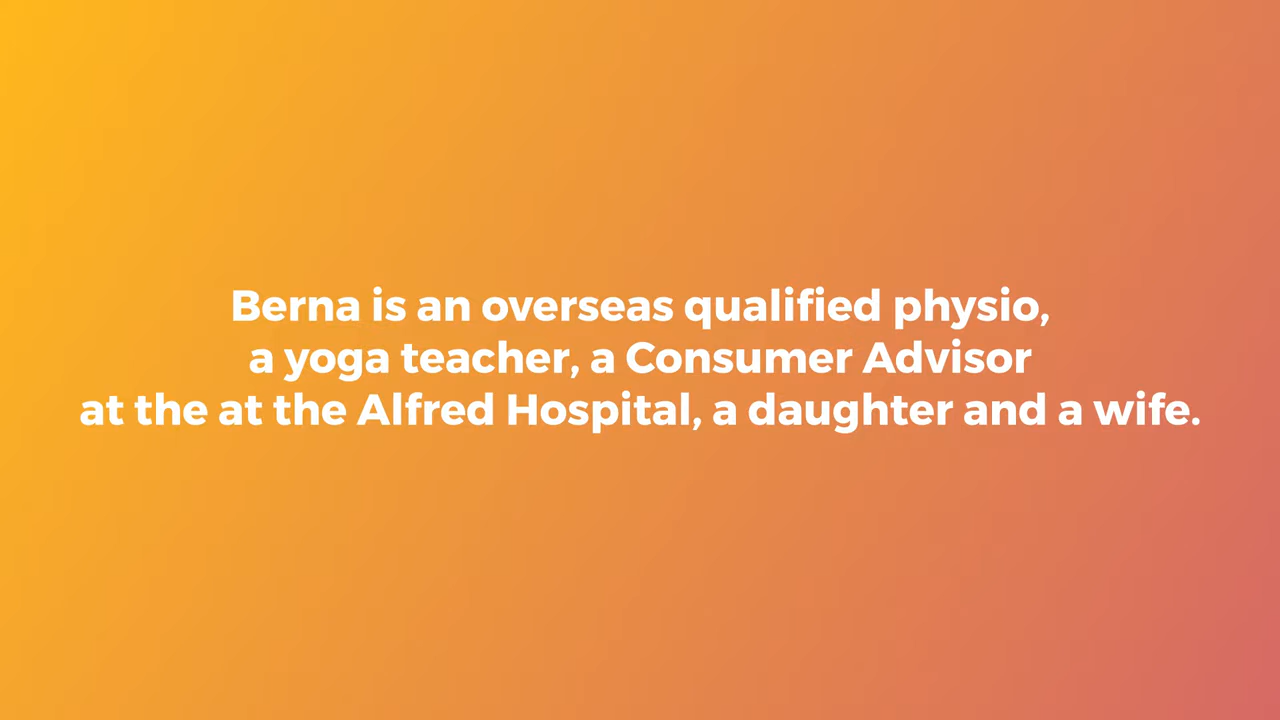 Berna is an overseas qualified physio,
a yoga teacher, a Consumer Advisor
at the at the Alfred Hospital, a daughter and a wife.